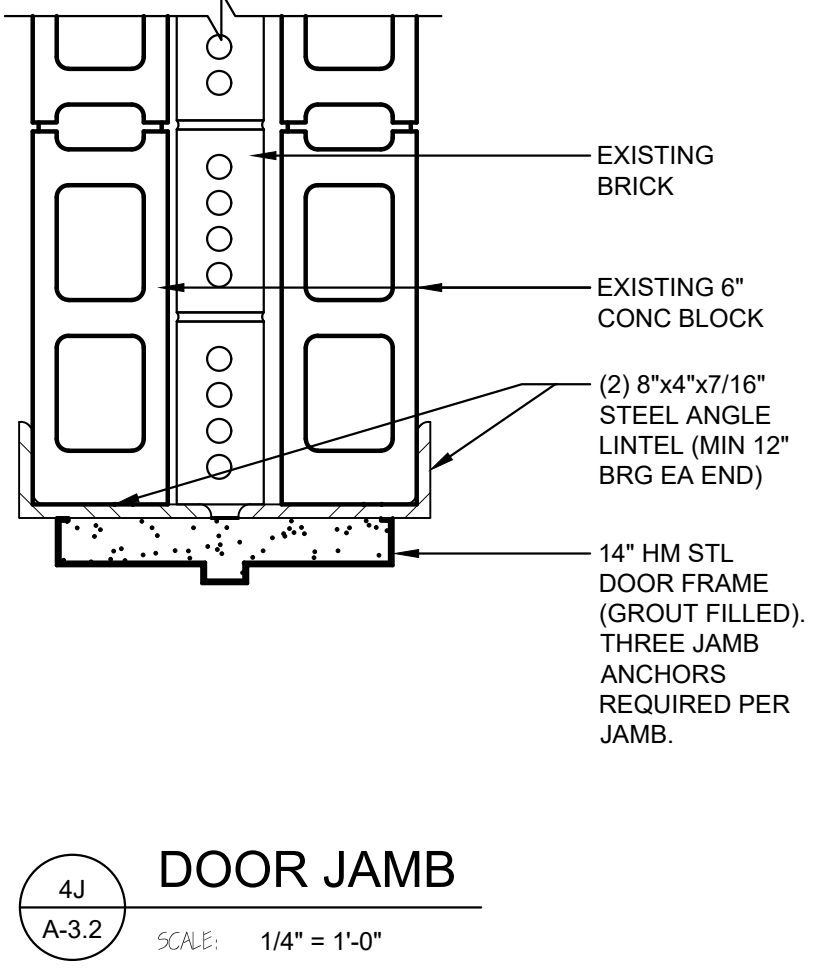 EXISTING
BRICK
EXISTING 6"
CONC BLOCK
(2) 8"x4"x7/16"
STEEL ANGLE
LINTEL (MIN 12"
BRG EA END)
14" HM STL
DOOR FRAME
(GROUT FILLED).
THREE JAMB
ANCHORS
REQUIRED PER
JAMB.
4J
A-3.2
DOOR JAMB
SCALE: 1/4" = 1'-0"